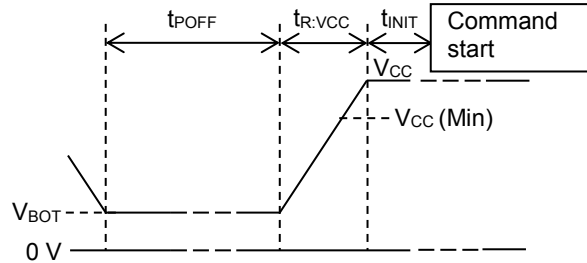 tPOFF
tR:VCC
tINIT
Command
start
VCC
VCC (Min)
VBOT
0 V